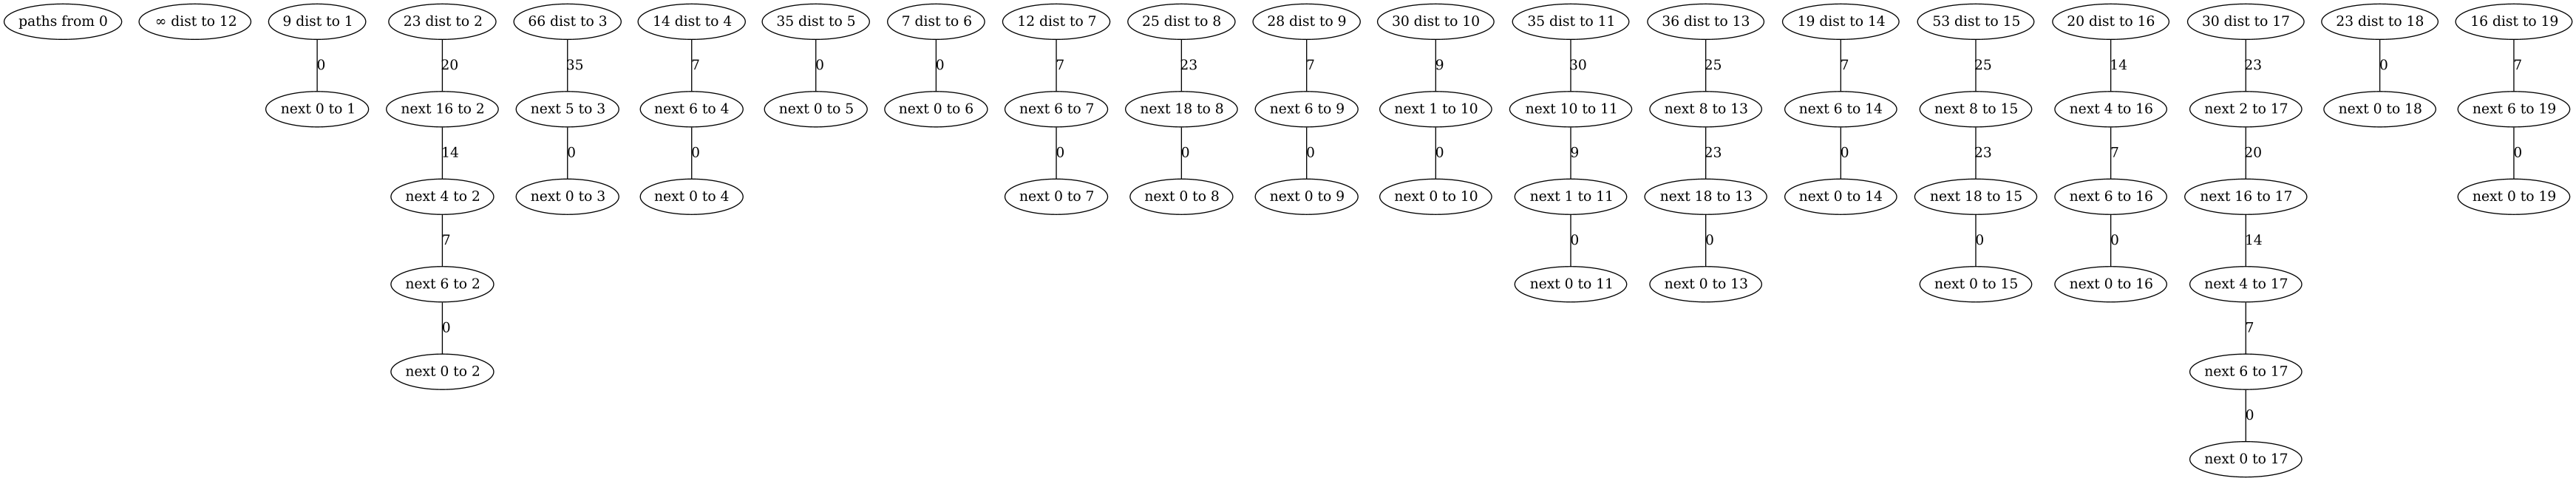 paths from 0
∞ dist to 12
9 dist to 1
23 dist to 2
66 dist to 3
14 dist to 4
35 dist to 5
7 dist to 6
12 dist to 7
25 dist to 8
28 dist to 9
30 dist to 10
35 dist to 11
36 dist to 13
19 dist to 14
53 dist to 15
20 dist to 16
30 dist to 17
23 dist to 18
16 dist to 19
0
20
35
7
0
0
7
23
7
9
30
25
7
25
14
23
0
7
next 0 to 1
next 16 to 2
next 5 to 3
next 6 to 4
next 0 to 5
next 0 to 6
next 6 to 7
next 18 to 8
next 6 to 9
next 1 to 10
next 10 to 11
next 8 to 13
next 6 to 14
next 8 to 15
next 4 to 16
next 2 to 17
next 0 to 18
next 6 to 19
14
0
0
0
0
0
0
9
23
0
23
7
20
0
next 4 to 2
next 0 to 3
next 0 to 4
next 0 to 7
next 0 to 8
next 0 to 9
next 0 to 10
next 1 to 11
next 18 to 13
next 0 to 14
next 18 to 15
next 6 to 16
next 16 to 17
next 0 to 19
7
0
0
0
0
14
next 6 to 2
next 0 to 11
next 0 to 13
next 0 to 15
next 0 to 16
next 4 to 17
0
7
next 0 to 2
next 6 to 17
0
next 0 to 17